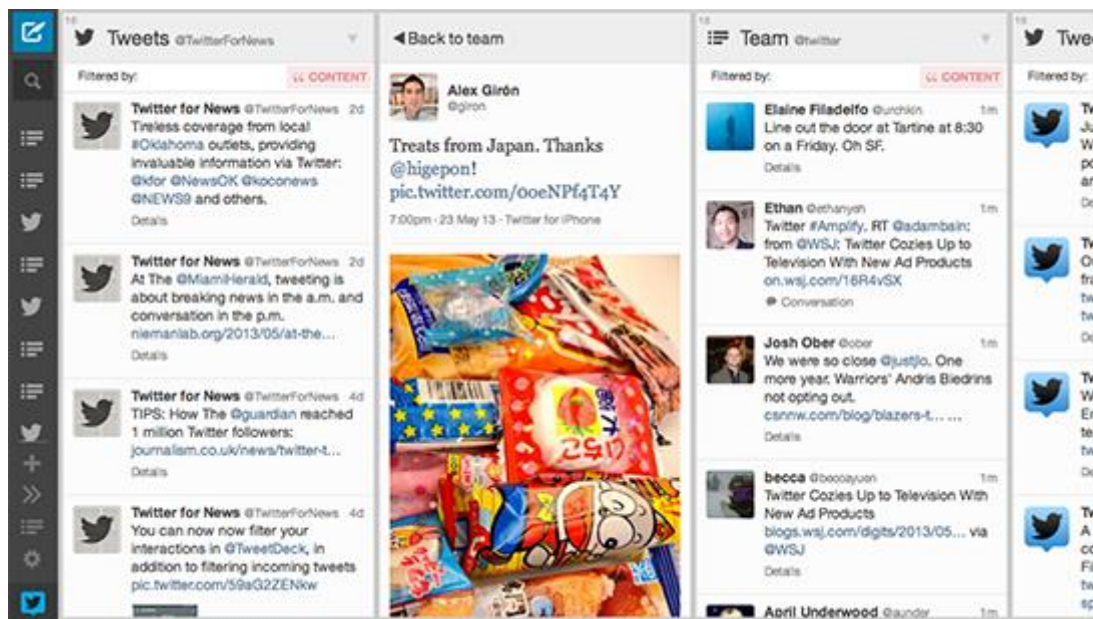 18
Tweets @TwitterForNews
Filtered by: CONTENT
Twitter for News @TwitterForNews 2d
Tireless coverage from local
#Oklahoma outlets, providing
invaluable information via Twitter:
@kfor @NewsOK @koconews
@NEWS9 and others.
Details
Twitter for News @TwitterForNews 2d
At The @MiamiHerald, tweeting is
about breaking news in the a.m. and
conversation in the p.m.
niemanlab.org/2013/05/at-the...
Details
Twitter for News @TwitterForNews 4d
TIPS: How The @guardian reached
1 million Twitter followers:
journalism.co.uk/news/twitter-t...
Details
Twitter for News @TwitterForNews 4d
You can now now filter your
interactions in @TweetDeck, in
addition to filtering incoming tweets
pic.twitter.com/59aG2ZENkw
Back to team
Alex Girón
@giron
Treats from Japan. Thanks
@higepon!
pic.twitter.com/0oeNPf4T4Y
7:00pm · 23 May 13 · Twitter for iPhone
いちご
18
Team @twitter
Filtered by: CONTENT
Elaine Filadelfo @urchkin 1m
Line out the door at Tartine at 8:30
on a Friday. Oh SF.
Details
Ethan @ethanyeh 1m
Twitter #Amplify. RT @adambain:
from @WSJ: Twitter Cozies Up to
Television With New Ad Products
on.wsj.com/16R4vSX
Conversation
Josh Ober @ober 1m
We were so close @justjio. One
more year, Warriors' Andris Biedrins
not opting out.
csnnw.com/blog/blazers-t... ...
Details
becca @beccayuen 1m
Twitter Cozies Up to Television With
New Ad Products
blogs.wsj.com/digits/2013/05... via
@WSJ
Details
April Underwood @aunder 1m
18
Twee
Filtered by: